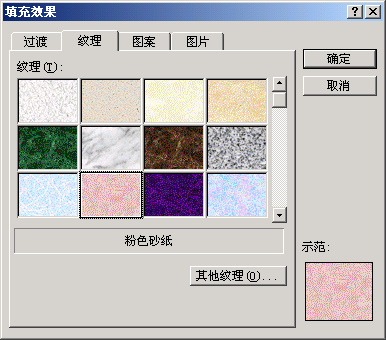 填充效果
过渡 纹理 图案 图片
纹理(T):
确定
取消
粉色砂纸
其他纹理(O)...
示范: